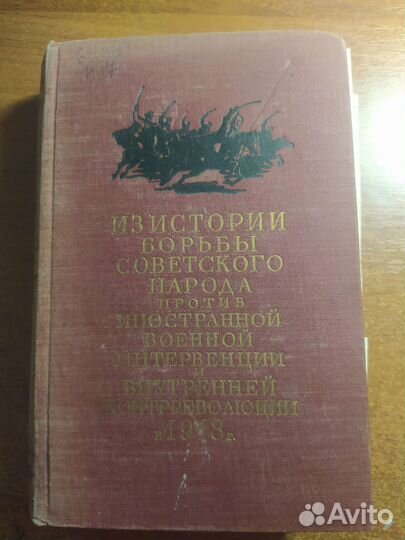 ИЗ ИСТОРИИ
БОРЬБЫ
СОВЕТСКОГО
НАРОДА
ПРОТИВ
ИНОСТРАННОЙ
ВОЕННОЙ
ИНТЕРВЕНЦИИ
И
ВНУТРЕННЕЙ
КОНТРРЕВОЛЮЦИИ
в 1918 г.
Avito